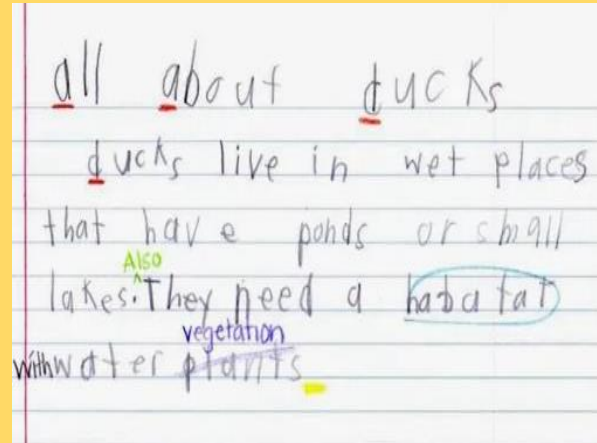 all about ducks
ducks live in wet places
that have ponds or small
Also
lakes. They need a habatat
vegetation
with water plants